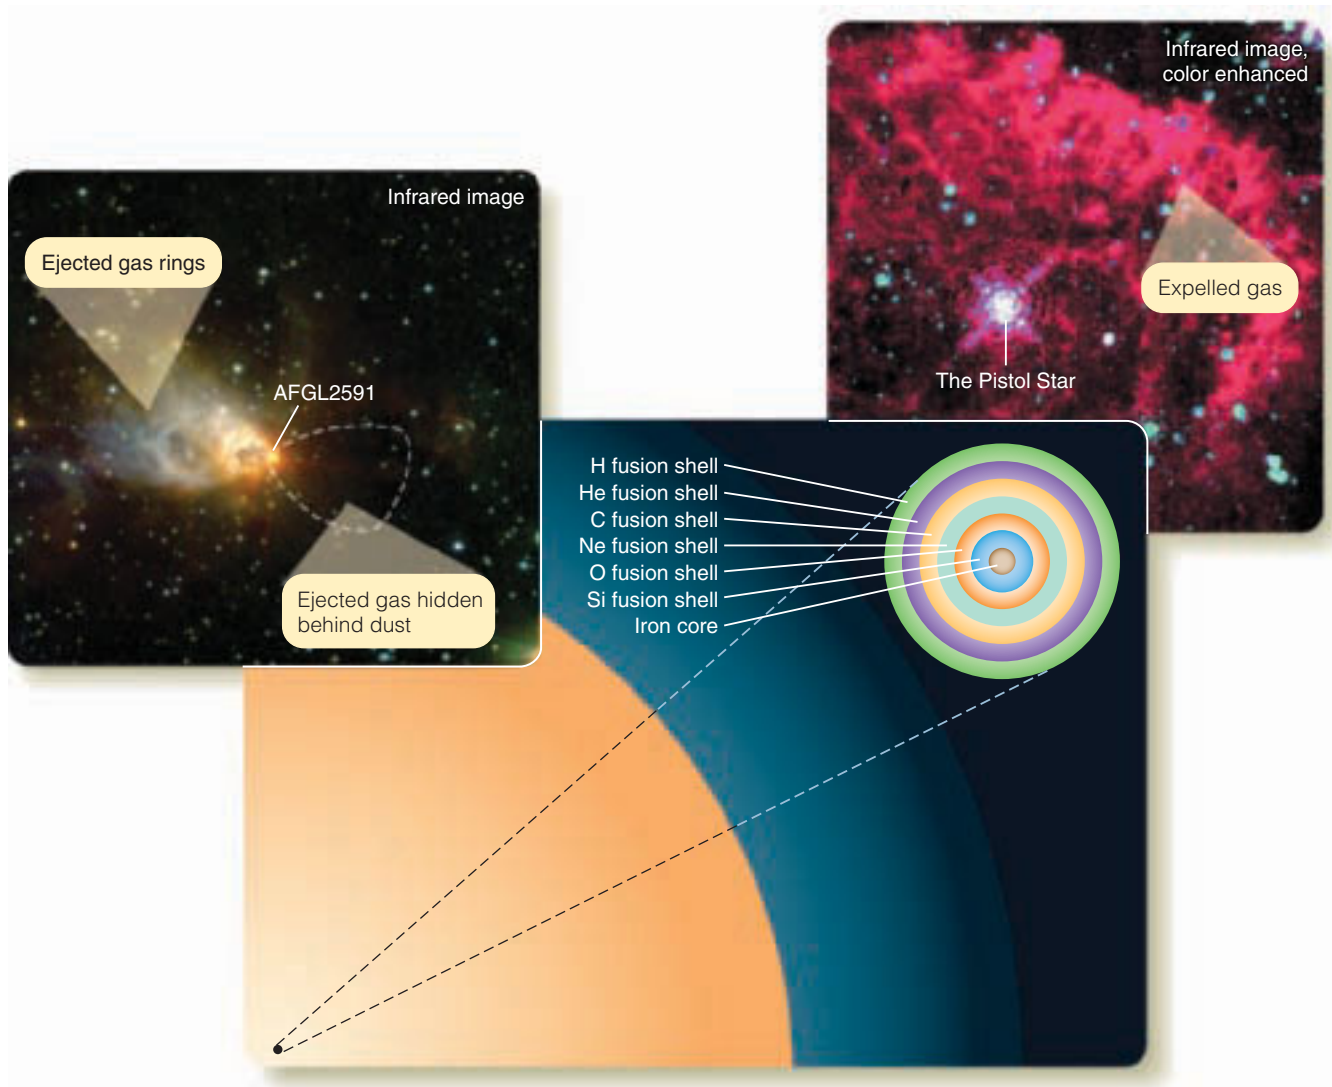 Infrared image,
color enhanced
Expelled gas
The Pistol Star
Infrared image
Ejected gas rings
AFGL2591
Ejected gas hidden
behind dust
H fusion shell
He fusion shell
C fusion shell
Ne fusion shell
O fusion shell
Si fusion shell
Iron core